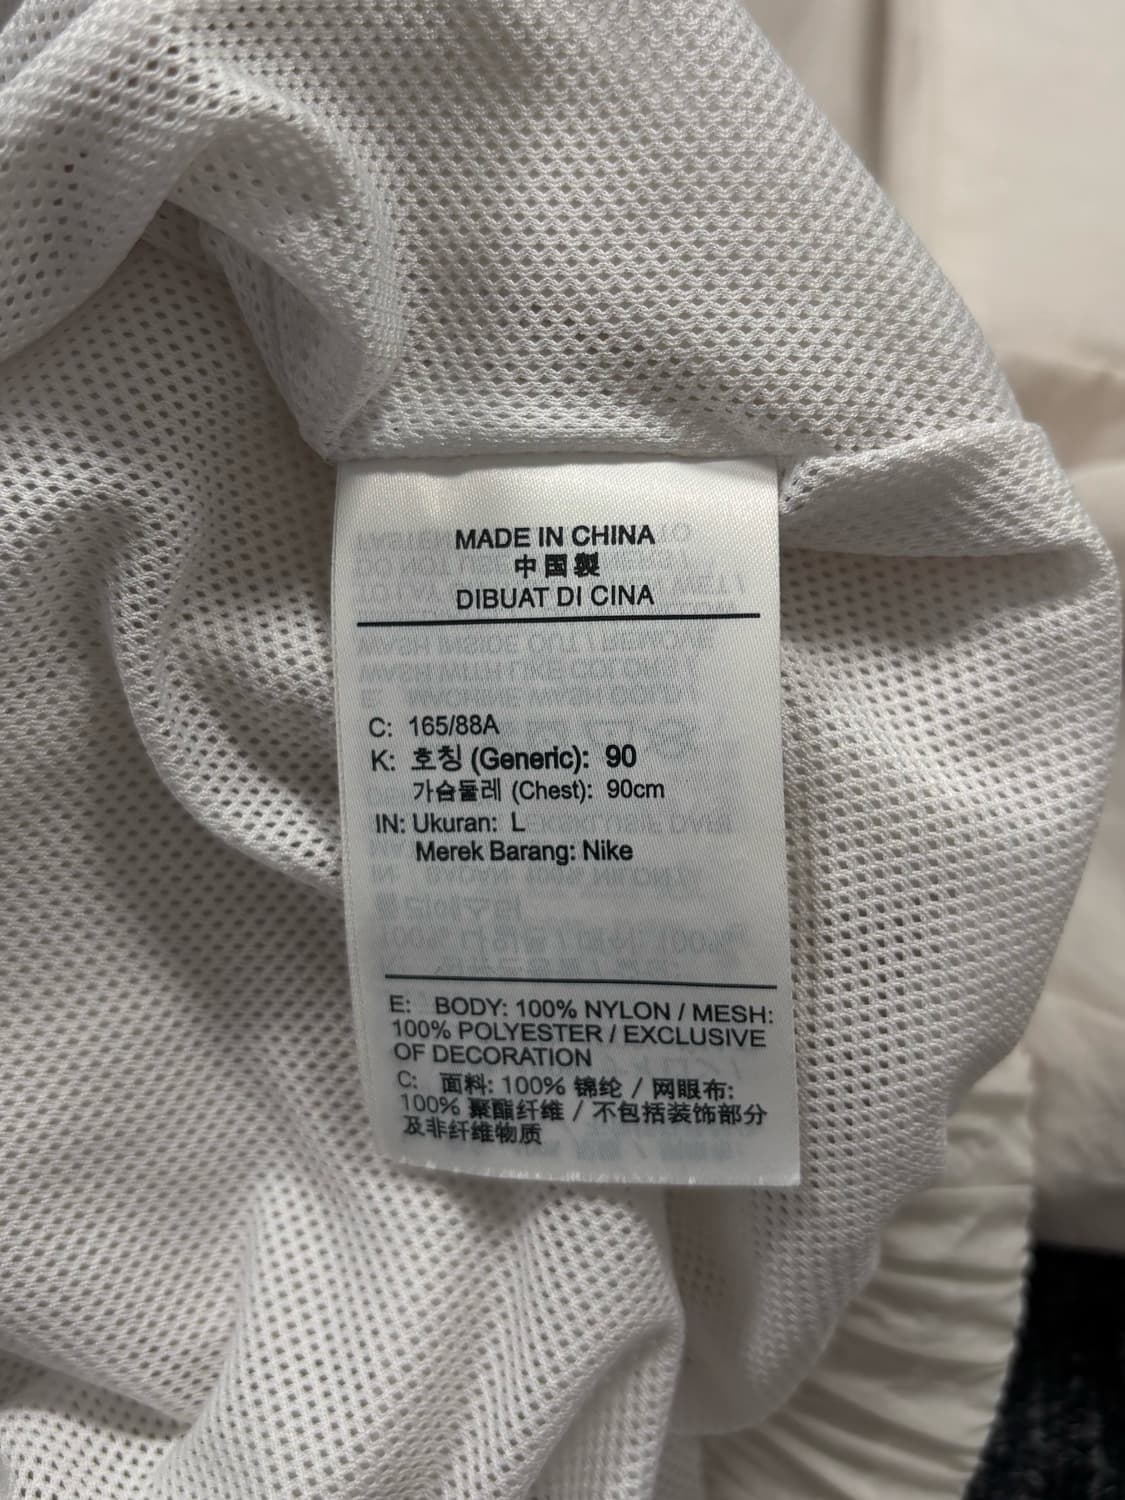 MADE IN CHINA
中国製
DIBUAT DI CINA
C: 165/88A
K: 호칭 (Generic): 90
가슴둘레 (Chest): 90cm
IN: Ukuran: L
Merek Barang: Nike
E: BODY: 100% NYLON / MESH:
100% POLYESTER / EXCLUSIVE
OF DECORATION
C: 面料: 100% 锦纶 / 网眼布:
100% 聚酯纤维 / 不包括装饰部分
及非纤维物质